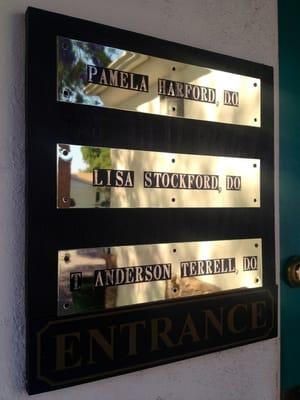 PAMELA HARFORD, DO
LISA STOCKFORD, DO
T ANDERSON TERRELL, DO
ENTRANCE